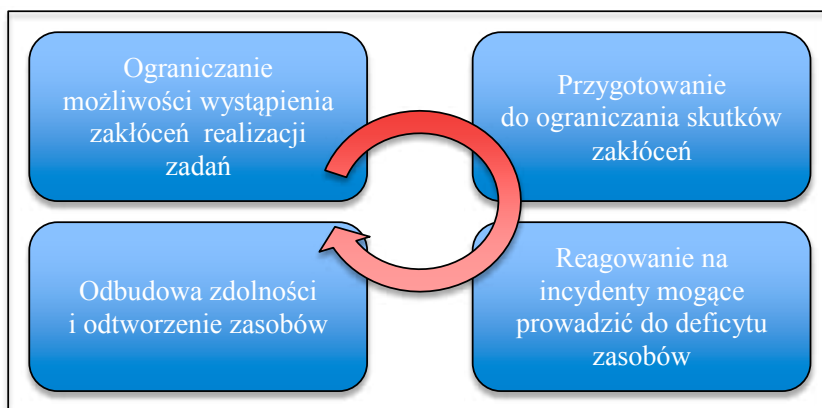 Ograniczanie
możliwości wystąpienia
zakłóceń realizacji
zadań
Przygotowanie
do ograniczania skutków
zakłóceń
Odbudowa zdolności
i odtworzenie zasobów
Reagowanie na
incydenty mogące
prowadzić do deficytu
zasobów